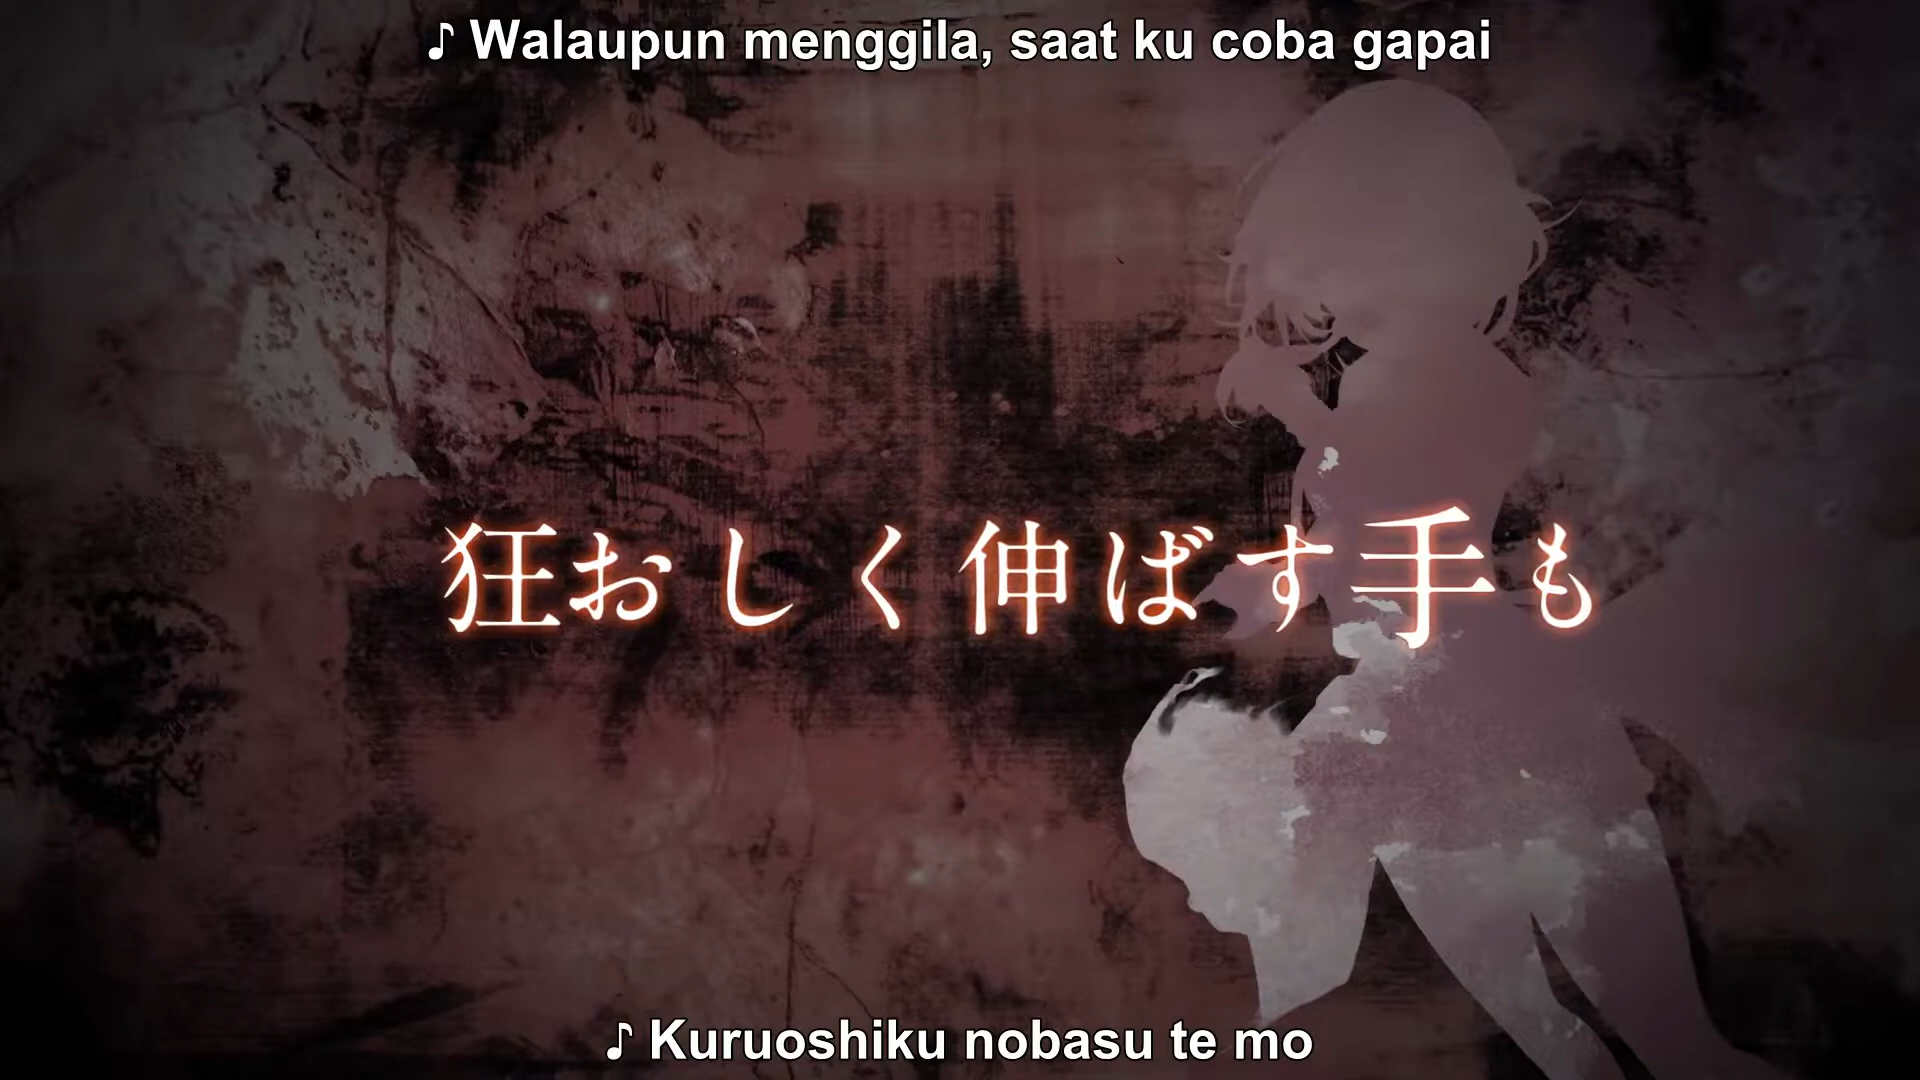 ♪ Walaupun menggila, saat ku coba gapai
狂おしく伸ばす手も
♪ Kuruoshiku nobasu te mo